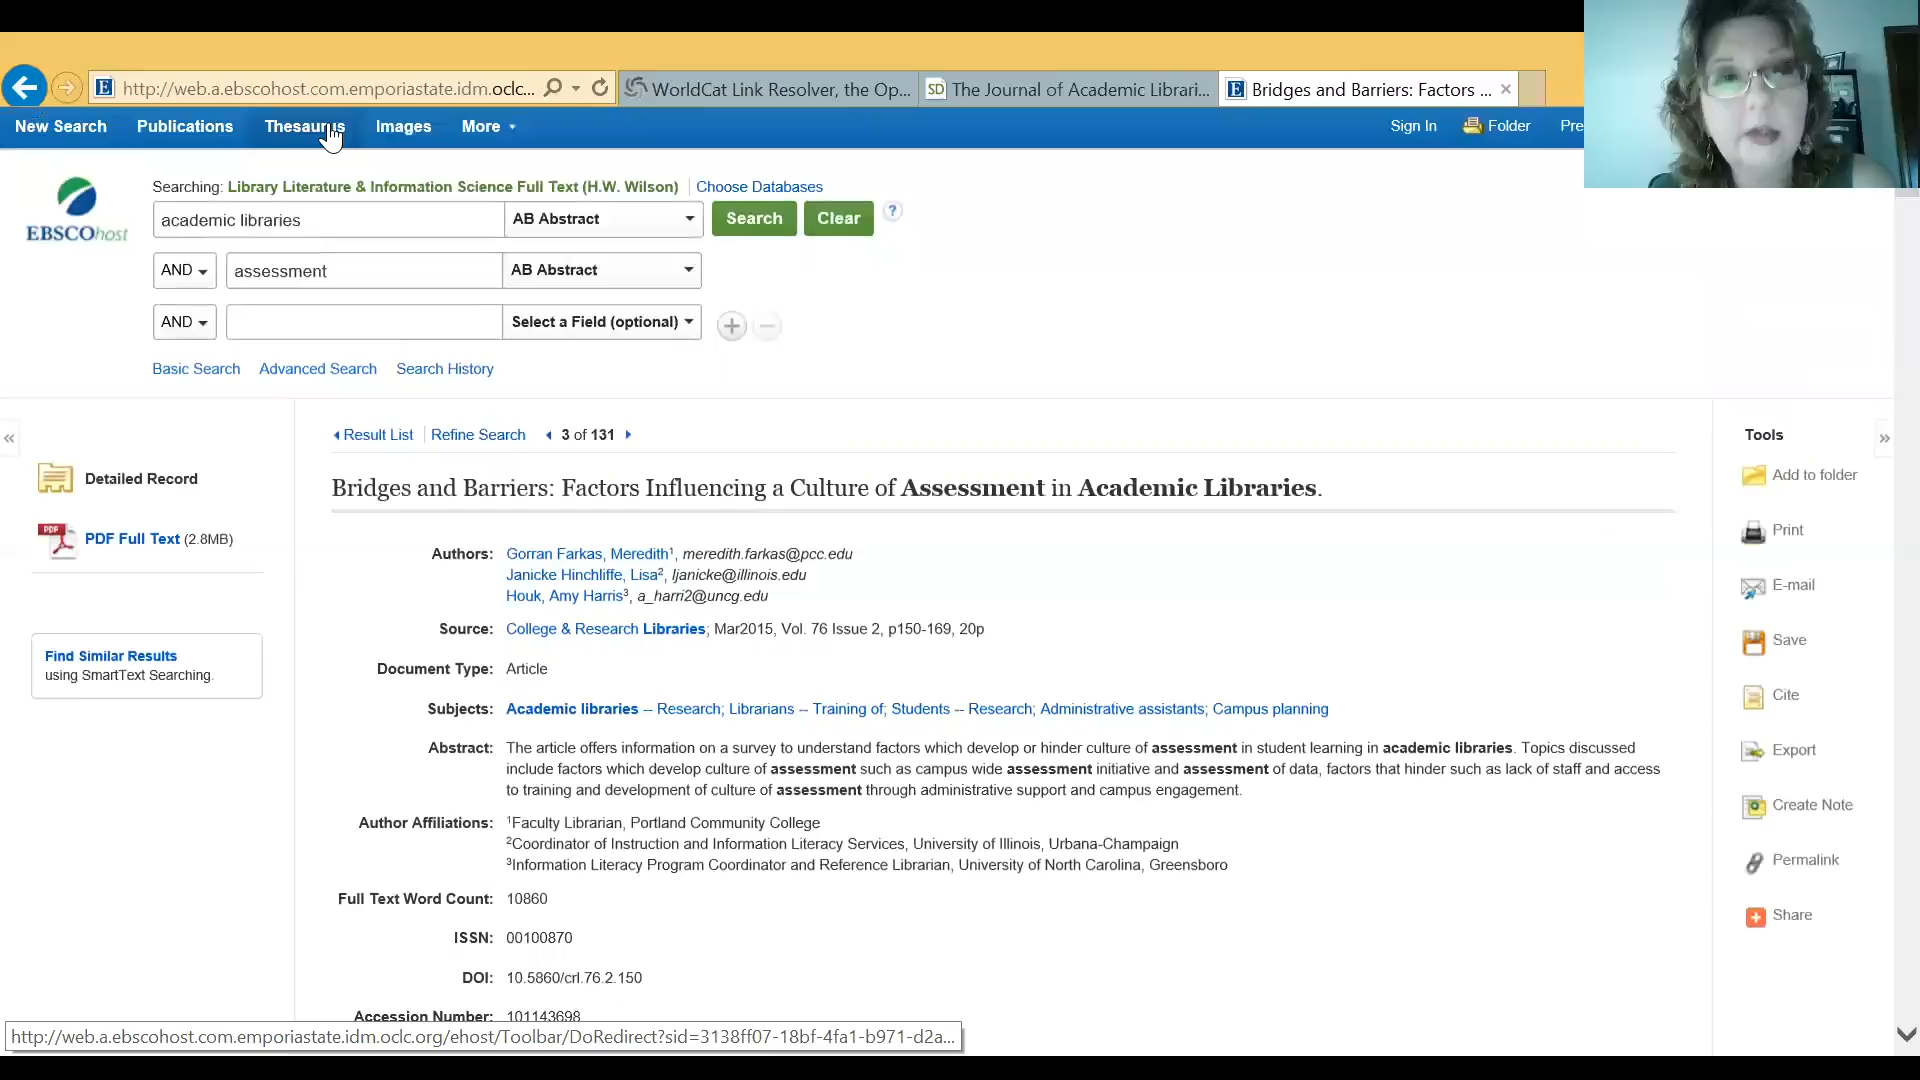 http://web.a.ebscohost.com.emporiastate.idm.oclc...
WorldCat Link Resolver, the Op...
The Journal of Academic Librari...
Bridges and Barriers: Factors ...
New Search Publications Thesaurus Images More
Sign In Folder
Searching: Library Literature & Information Science Full Text (H.W. Wilson) Choose Databases
EBSCOhost
academic libraries AB Abstract Search Clear ?
AND assessment AB Abstract
AND Select a Field (optional)
Basic Search Advanced Search Search History
Result List Refine Search 3 of 131
Detailed Record
PDF Full Text (2.8MB)
Find Similar Results
using SmartText Searching.
Bridges and Barriers: Factors Influencing a Culture of Assessment in Academic Libraries.
Authors: Gorran Farkas, Meredith1, meredith.farkas@pcc.edu
Janicke Hinchliffe, Lisa2, ljanicke@illinois.edu
Houk, Amy Harris3, a_harri2@uncg.edu
Source: College & Research Libraries; Mar2015, Vol. 76 Issue 2, p150-169, 20p
Document Type: Article
Subjects: Academic libraries -- Research; Librarians -- Training of; Students -- Research; Administrative assistants; Campus planning
Abstract: The article offers information on a survey to understand factors which develop or hinder culture of assessment in student learning in academic libraries. Topics discussed
include factors which develop culture of assessment such as campus wide assessment initiative and assessment of data, factors that hinder such as lack of staff and access
to training and development of culture of assessment through administrative support and campus engagement.
Author Affiliations: 1Faculty Librarian, Portland Community College
2Coordinator of Instruction and Information Literacy Services, University of Illinois, Urbana-Champaign
3Information Literacy Program Coordinator and Reference Librarian, University of North Carolina, Greensboro
Full Text Word Count: 10860
ISSN: 00100870
DOI: 10.5860/crl.76.2.150
Accession Number: 101143698
Tools
Add to folder
Print
E-mail
Save
Cite
Export
Create Note
Permalink
Share
http://web.a.ebscohost.com.emporiastate.idm.oclc.org/ehost/Toolbar/DoRedirect?sid=3138ff07-18bf-4fa1-b971-d2a...